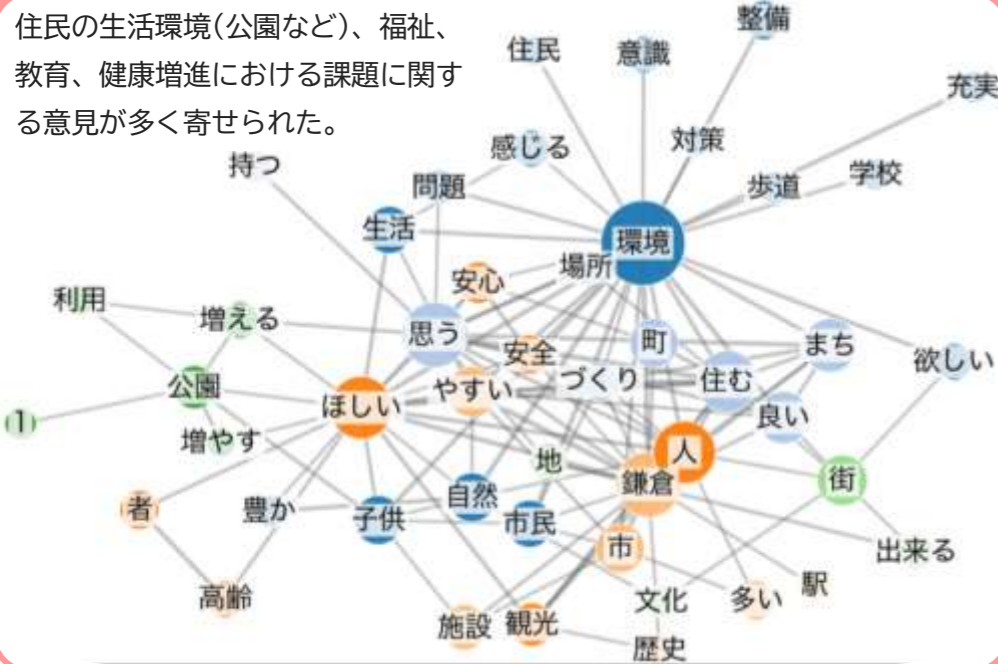 住民の生活環境(公園など)、福祉、
教育、健康増進における課題に関す
る意見が多く寄せられた。
整備
住民
意識
充実
対策
感じる
持つ
問題
歩道
学校
生活
環境
場所
安心
利用
増える
思う
町
まち
安全
欲しい
公園
やすい
づくり
住む
ほしい
良い
1
増やす
人
地
鎌倉
街
者
豊か
自然
子供
市民
市
出来る
高齢
文化
多い
駅
施設
観光
歴史